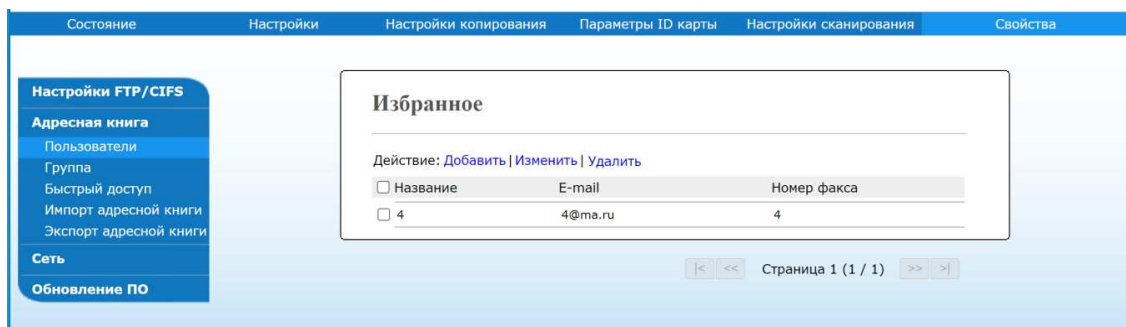 Состояние Настройки Настройки копирования Параметры ID карты Настройки сканирования Свойства
Настройки FTP/CIFS
Адресная книга
Пользователи
Группа
Быстрый доступ
Импорт адресной книги
Экспорт адресной книги
Сеть
Обновление ПО
Избранное
Действие: Добавить | Изменить | Удалить
Название E-mail Номер факса
4 4@ma.ru 4
|< << Страница 1 (1 / 1) >> >|